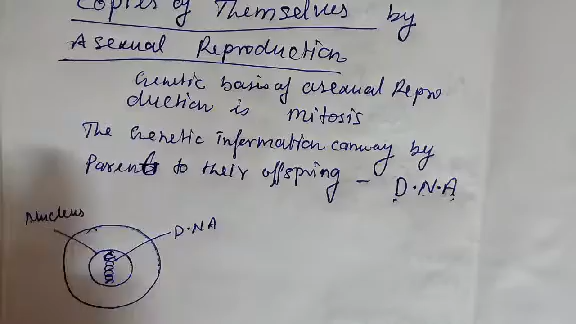 Copies of Themselves by
Asexual Reproduction
Genetic basis of asexual Repro
duction is mitosis
The Genetic information convay by
Parents to their offspring - D.N.A
Nucleus
D.NA